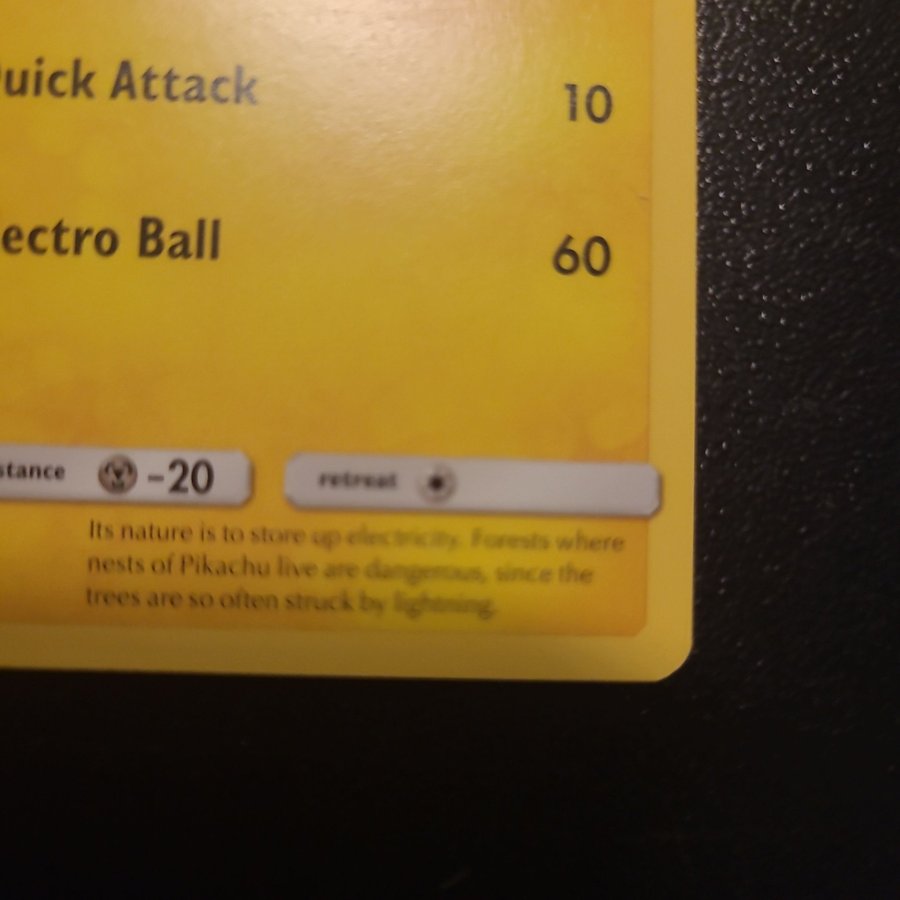 uick Attack 10
ectro Ball 60
stance -20 retreat
Its nature is to store up electricity. Forests where
nests of Pikachu live are dangerous, since the
trees are so often struck by lightning.